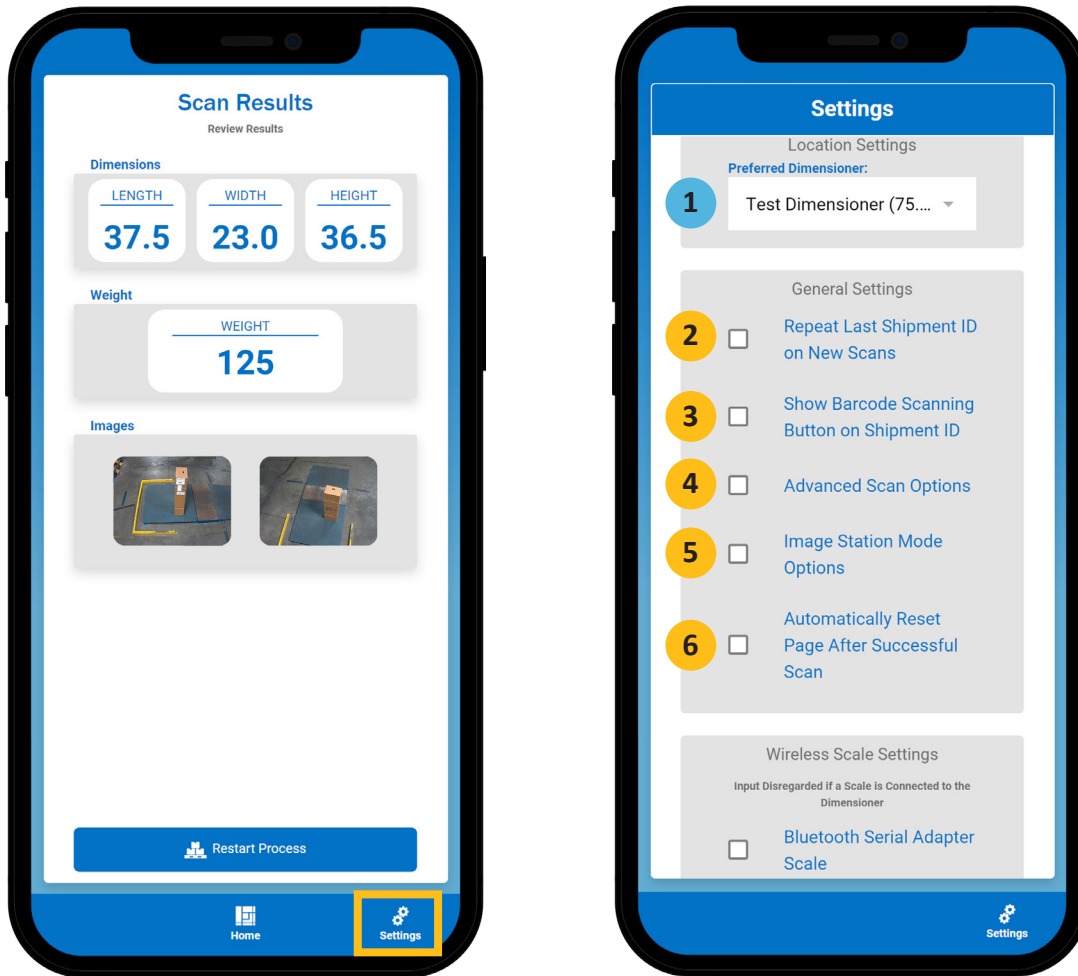 Scan Results
Review Results
Dimensions
LENGTH
37.5
WIDTH
23.0
HEIGHT
36.5
Weight
WEIGHT
125
Images
Restart Process
Home
Settings
Settings
Location Settings
Preferred Dimensioner:
1
Test Dimensioner (75....
General Settings
2
Repeat Last Shipment ID
on New Scans
3
Show Barcode Scanning
Button on Shipment ID
4
Advanced Scan Options
5
Image Station Mode
Options
6
Automatically Reset
Page After Successful
Scan
Wireless Scale Settings
Input Disregarded if a Scale is Connected to the
Dimensioner
Bluetooth Serial Adapter
Scale
Settings